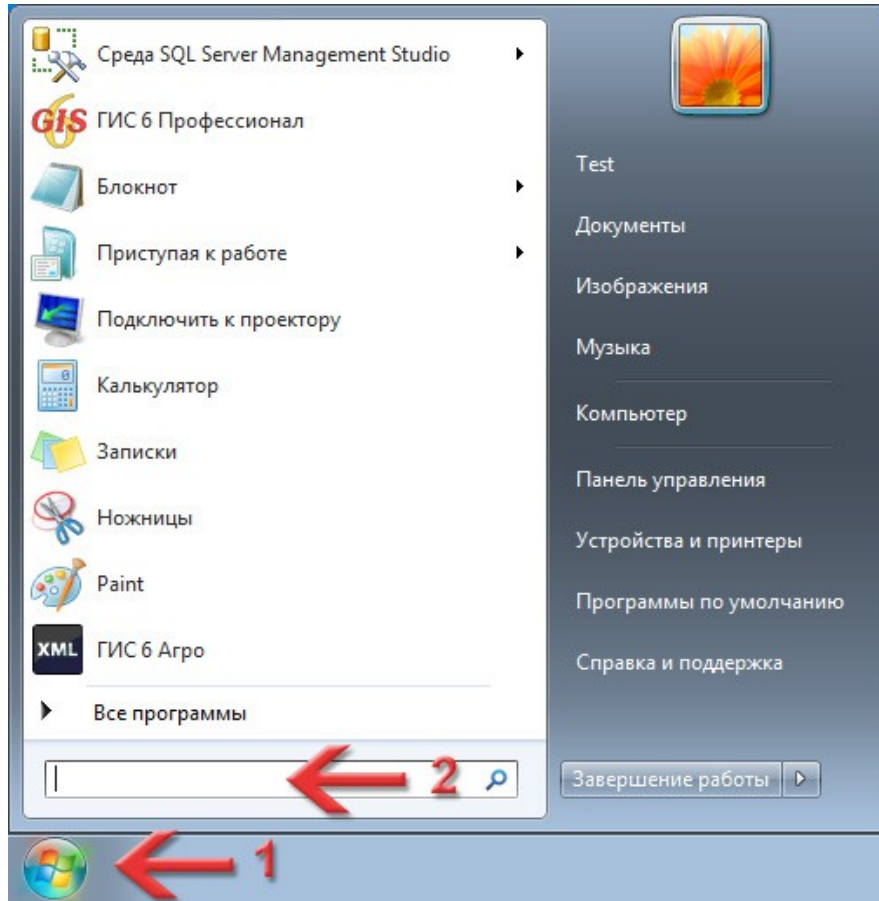 Среда SQL Server Management Studio
GIS 6 ГИС 6 Профессионал
Блокнот
Приступая к работе
Подключить к проектору
0
Калькулятор
Записки
Ножницы
Paint
XML ГИС 6 Агро
Все программы
2
1
Test
Документы
Изображения
Музыка
Компьютер
Панель управления
Устройства и принтеры
Программы по умолчанию
Справка и поддержка
Завершение работы